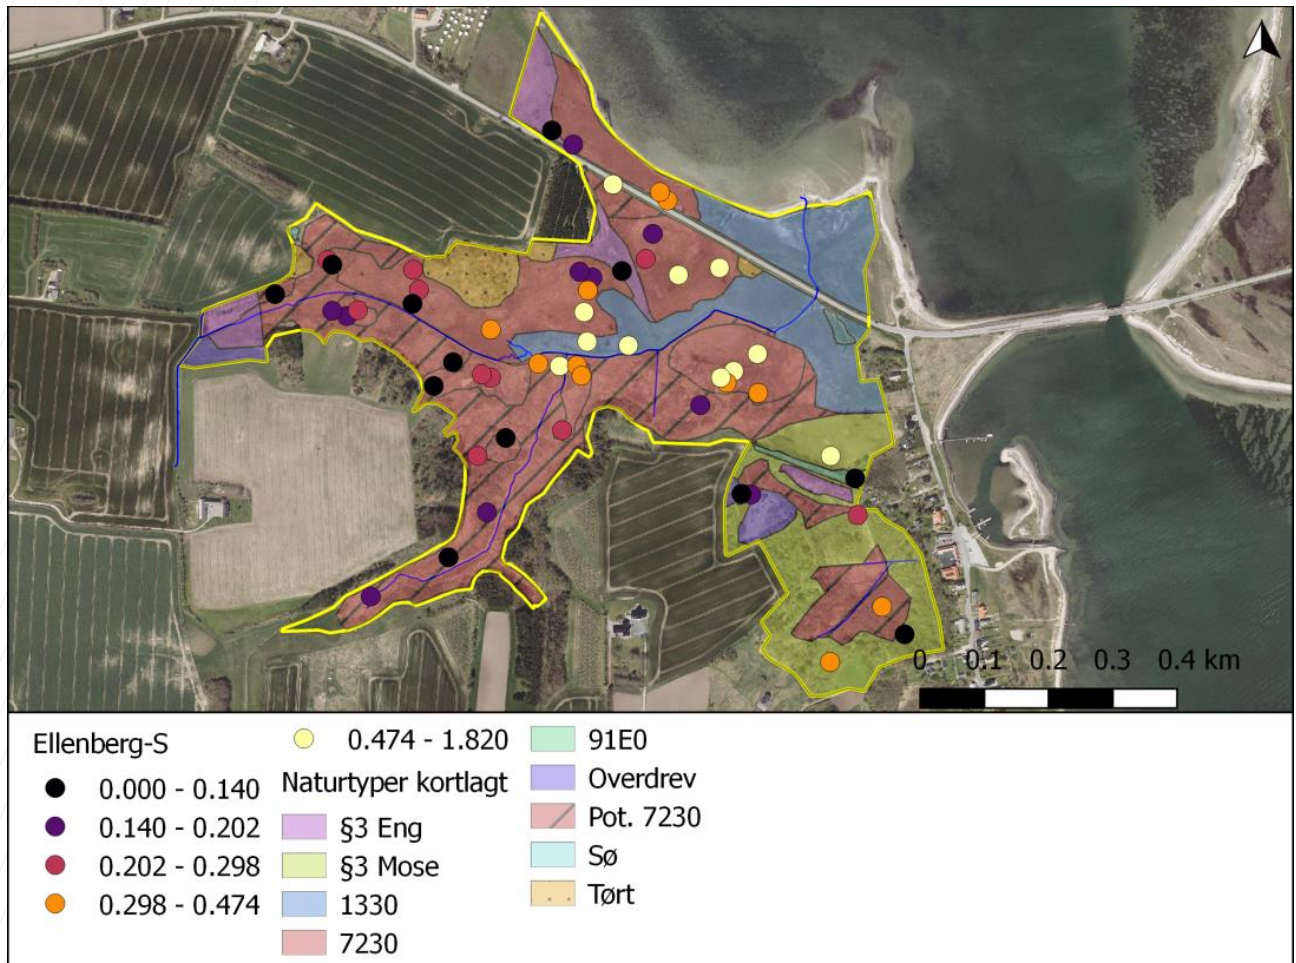 0 0.1 0.2 0.3 0.4 km
Ellenberg-S
0.000 - 0.140
0.140 - 0.202
0.202 - 0.298
0.298 - 0.474
0.474 - 1.820
Naturtyper kortlagt
§3 Eng
§3 Mose
1330
7230
91E0
Overdrev
Pot. 7230
Sø
Tørt